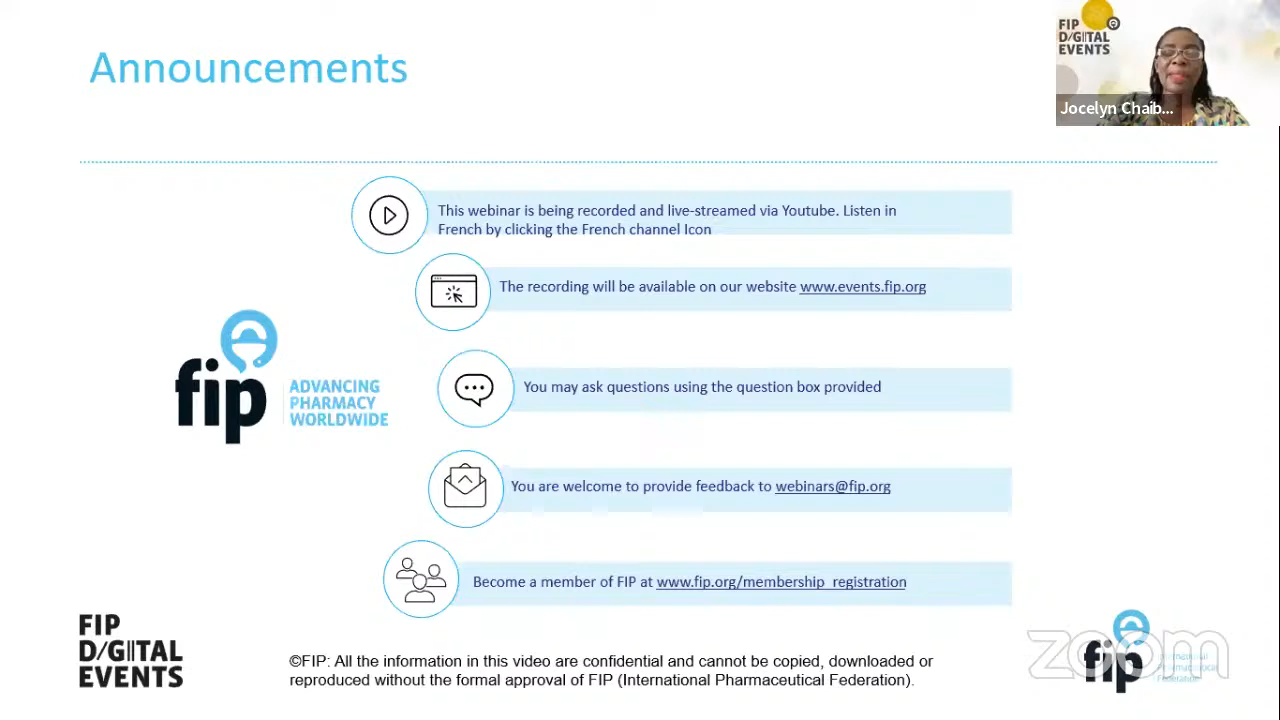 Announcements
FIP
D/GITAL
EVENTS
Jocelyn Chaib...
This webinar is being recorded and live-streamed via Youtube. Listen in
French by clicking the French channel Icon
The recording will be available on our website www.events.fip.org
fip
ADVANCING
PHARMACY
WORLDWIDE
You may ask questions using the question box provided
You are welcome to provide feedback to webinars@fip.org
Become a member of FIP at www.fip.org/membership_registration
FIP
D/GITAL
EVENTS
©FIP: All the information in this video are confidential and cannot be copied, downloaded or
reproduced without the formal approval of FIP (International Pharmaceutical Federation).
zoom
fip
International
Pharmaceutical
Federation